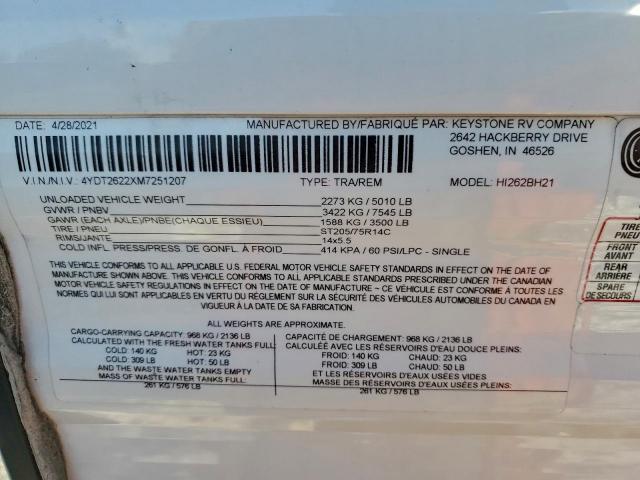 DATE: 4/28/2021
MANUFACTURED BY/FABRIQUÉ PAR: KEYSTONE RV COMPANY
2642 HACKBERRY DRIVE
GOSHEN, IN 46526
V.I.N./N.I.V.: 4YDT2622XM7251207 TYPE: TRA/REM MODEL: HI262BH21
UNLOADED VEHICLE WEIGHT 2273 KG / 5010 LB
GVWR / PNBV 3422 KG / 7545 LB
GAWR (EACH AXLE)/PNBE(CHAQUE ESSIEU) 1588 KG / 3500 LB
TIRE / PNEU ST205/75R14C
RIMS/JANTE 14x5.5
COLD INFL PRESS/PRESS. DE GONFL. À FROID 414 KPA / 60 PSI/LPC - SINGLE
THIS VEHICLE CONFORMS TO ALL APPLICABLE U.S. FEDERAL MOTOR VEHICLE SAFETY STANDARDS IN EFFECT ON THE DATE OF
MANUFACTURE SHOWN ABOVE. THIS VEHICLE CONFORMS TO ALL APPLICABLE STANDARDS PRESCRIBED UNDER THE CANADIAN
MOTOR VEHICLE SAFETY REGULATIONS IN EFFECT ON THE DATE OF MANUFACTURE ~ CE VÉHICULE EST CONFORME À TOUTES LES
NORMES QUI LUI SONT APPLICABLES EN VERTU DU RÈGLEMENT SUR LA SÉCURITÉ DES VÉHICULES AUTOMOBILES DU CANADA EN
VIGUEUR À LA DATE DE SA FABRICATION.
ALL WEIGHTS ARE APPROXIMATE.
CARGO-CARRYING CAPACITY: 968 KG / 2136 LB
CALCULATED WITH THE FRESH WATER TANKS FULL
COLD: 140 KG HOT: 23 KG
COLD: 309 LB HOT: 50 LB
AND THE WASTE WATER TANKS EMPTY
MASS OF WASTE WATER TANKS FULL:
261 KG / 576 LB
CAPACITÉ DE CHARGEMENT: 968 KG / 2136 LB
CALCULÉE AVEC LES RÉSERVOIRS D'EAU DOUCE PLEINS
FROID: 140 KG CHAUD: 23 KG
FROID: 309 LB CHAUD: 50 LB
ET LES RÉSERVOIRS D'EAUX USÉES VIDES
MASSE DES RÉSERVOIRS D'EAUX USÉES PLEINS:
261 KG / 576 LB
TIRE
PNEU
FRONT
AVANT
REAR
ARRIÈRE
SPARE
DE SECOURS